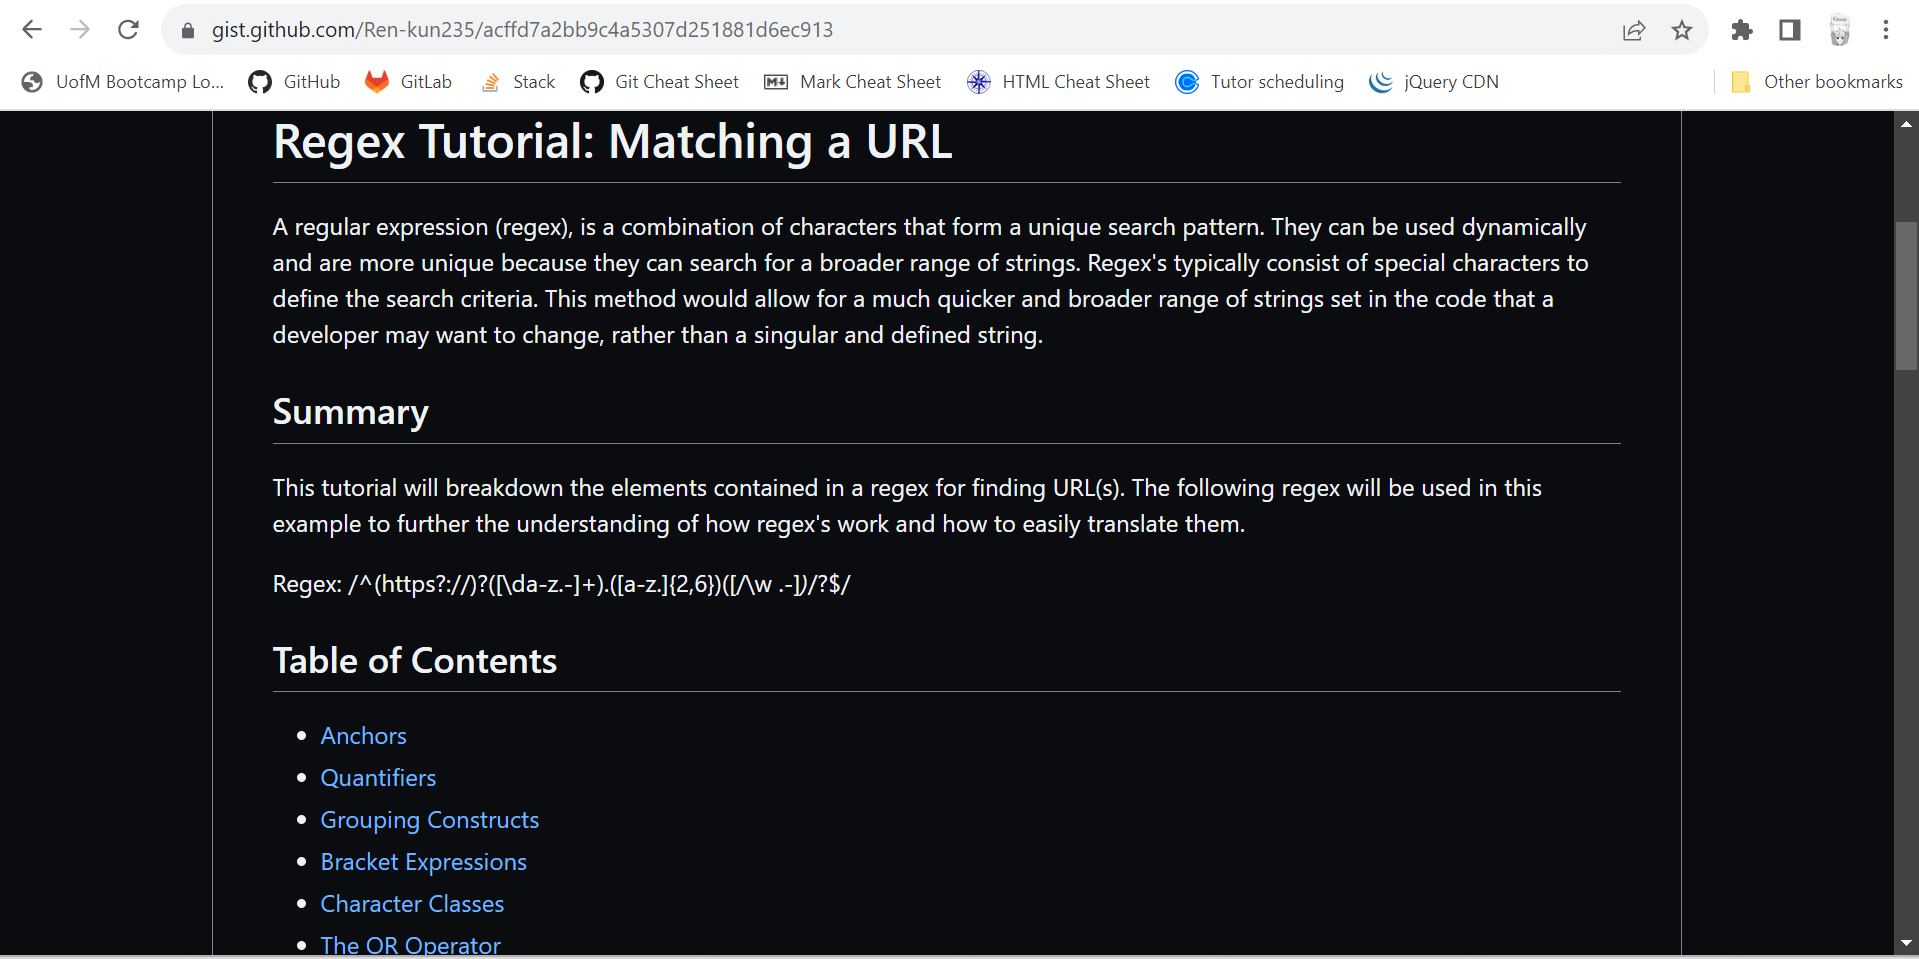 gist.github.com/Ren-kun235/acffd7a2bb9c4a5307d251881d6ec913
UofM Bootcamp Lo... GitHub GitLab Stack Git Cheat Sheet Mark Cheat Sheet HTML Cheat Sheet Tutor scheduling jQuery CDN Other bookmarks
Regex Tutorial: Matching a URL
A regular expression (regex), is a combination of characters that form a unique search pattern. They can be used dynamically
and are more unique because they can search for a broader range of strings. Regex's typically consist of special characters to
define the search criteria. This method would allow for a much quicker and broader range of strings set in the code that a
developer may want to change, rather than a singular and defined string.
Summary
This tutorial will breakdown the elements contained in a regex for finding URL(s). The following regex will be used in this
example to further the understanding of how regex's work and how to easily translate them.
Regex: /^(https?://)?([\da-z.-]+).([a-z.]{2,6})([/\w .-])/?$/
Table of Contents
Anchors
Quantifiers
Grouping Constructs
Bracket Expressions
Character Classes
The OR Operator